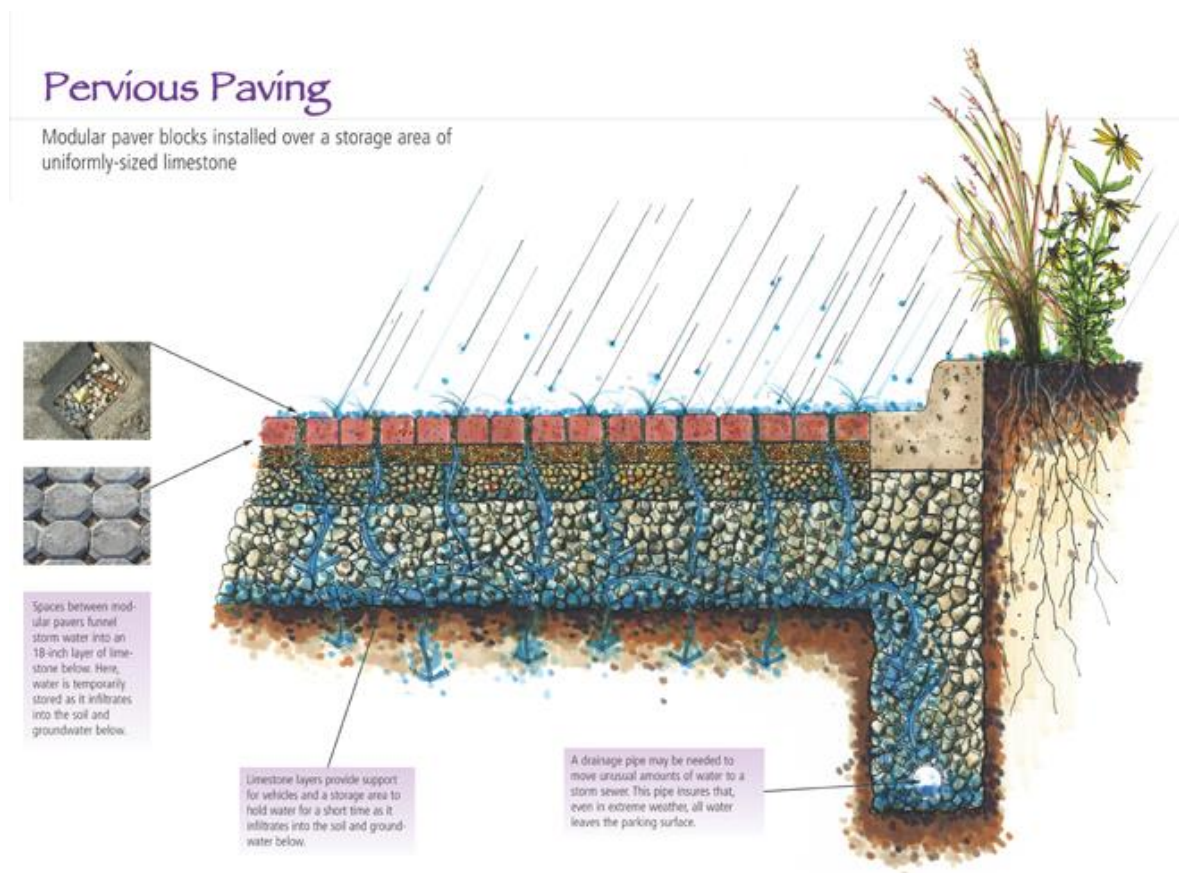 Pervious Paving
Modular paver blocks installed over a storage area of
uniformly-sized limestone
Spaces between mod-
ular pavers funnel
storm water into an
18-inch layer of lime-
stone below. Here,
water is temporarily
stored as it infiltrates
into the soil and
groundwater below.
Limestone layers provide support
for vehicles and a storage area to
hold water for a short time as it
infiltrates into the soil and ground-
water below.
A drainage pipe may be needed to
move unusual amounts of water to a
storm sewer. This pipe insures that,
even in extreme weather, all water
leaves the parking surface.